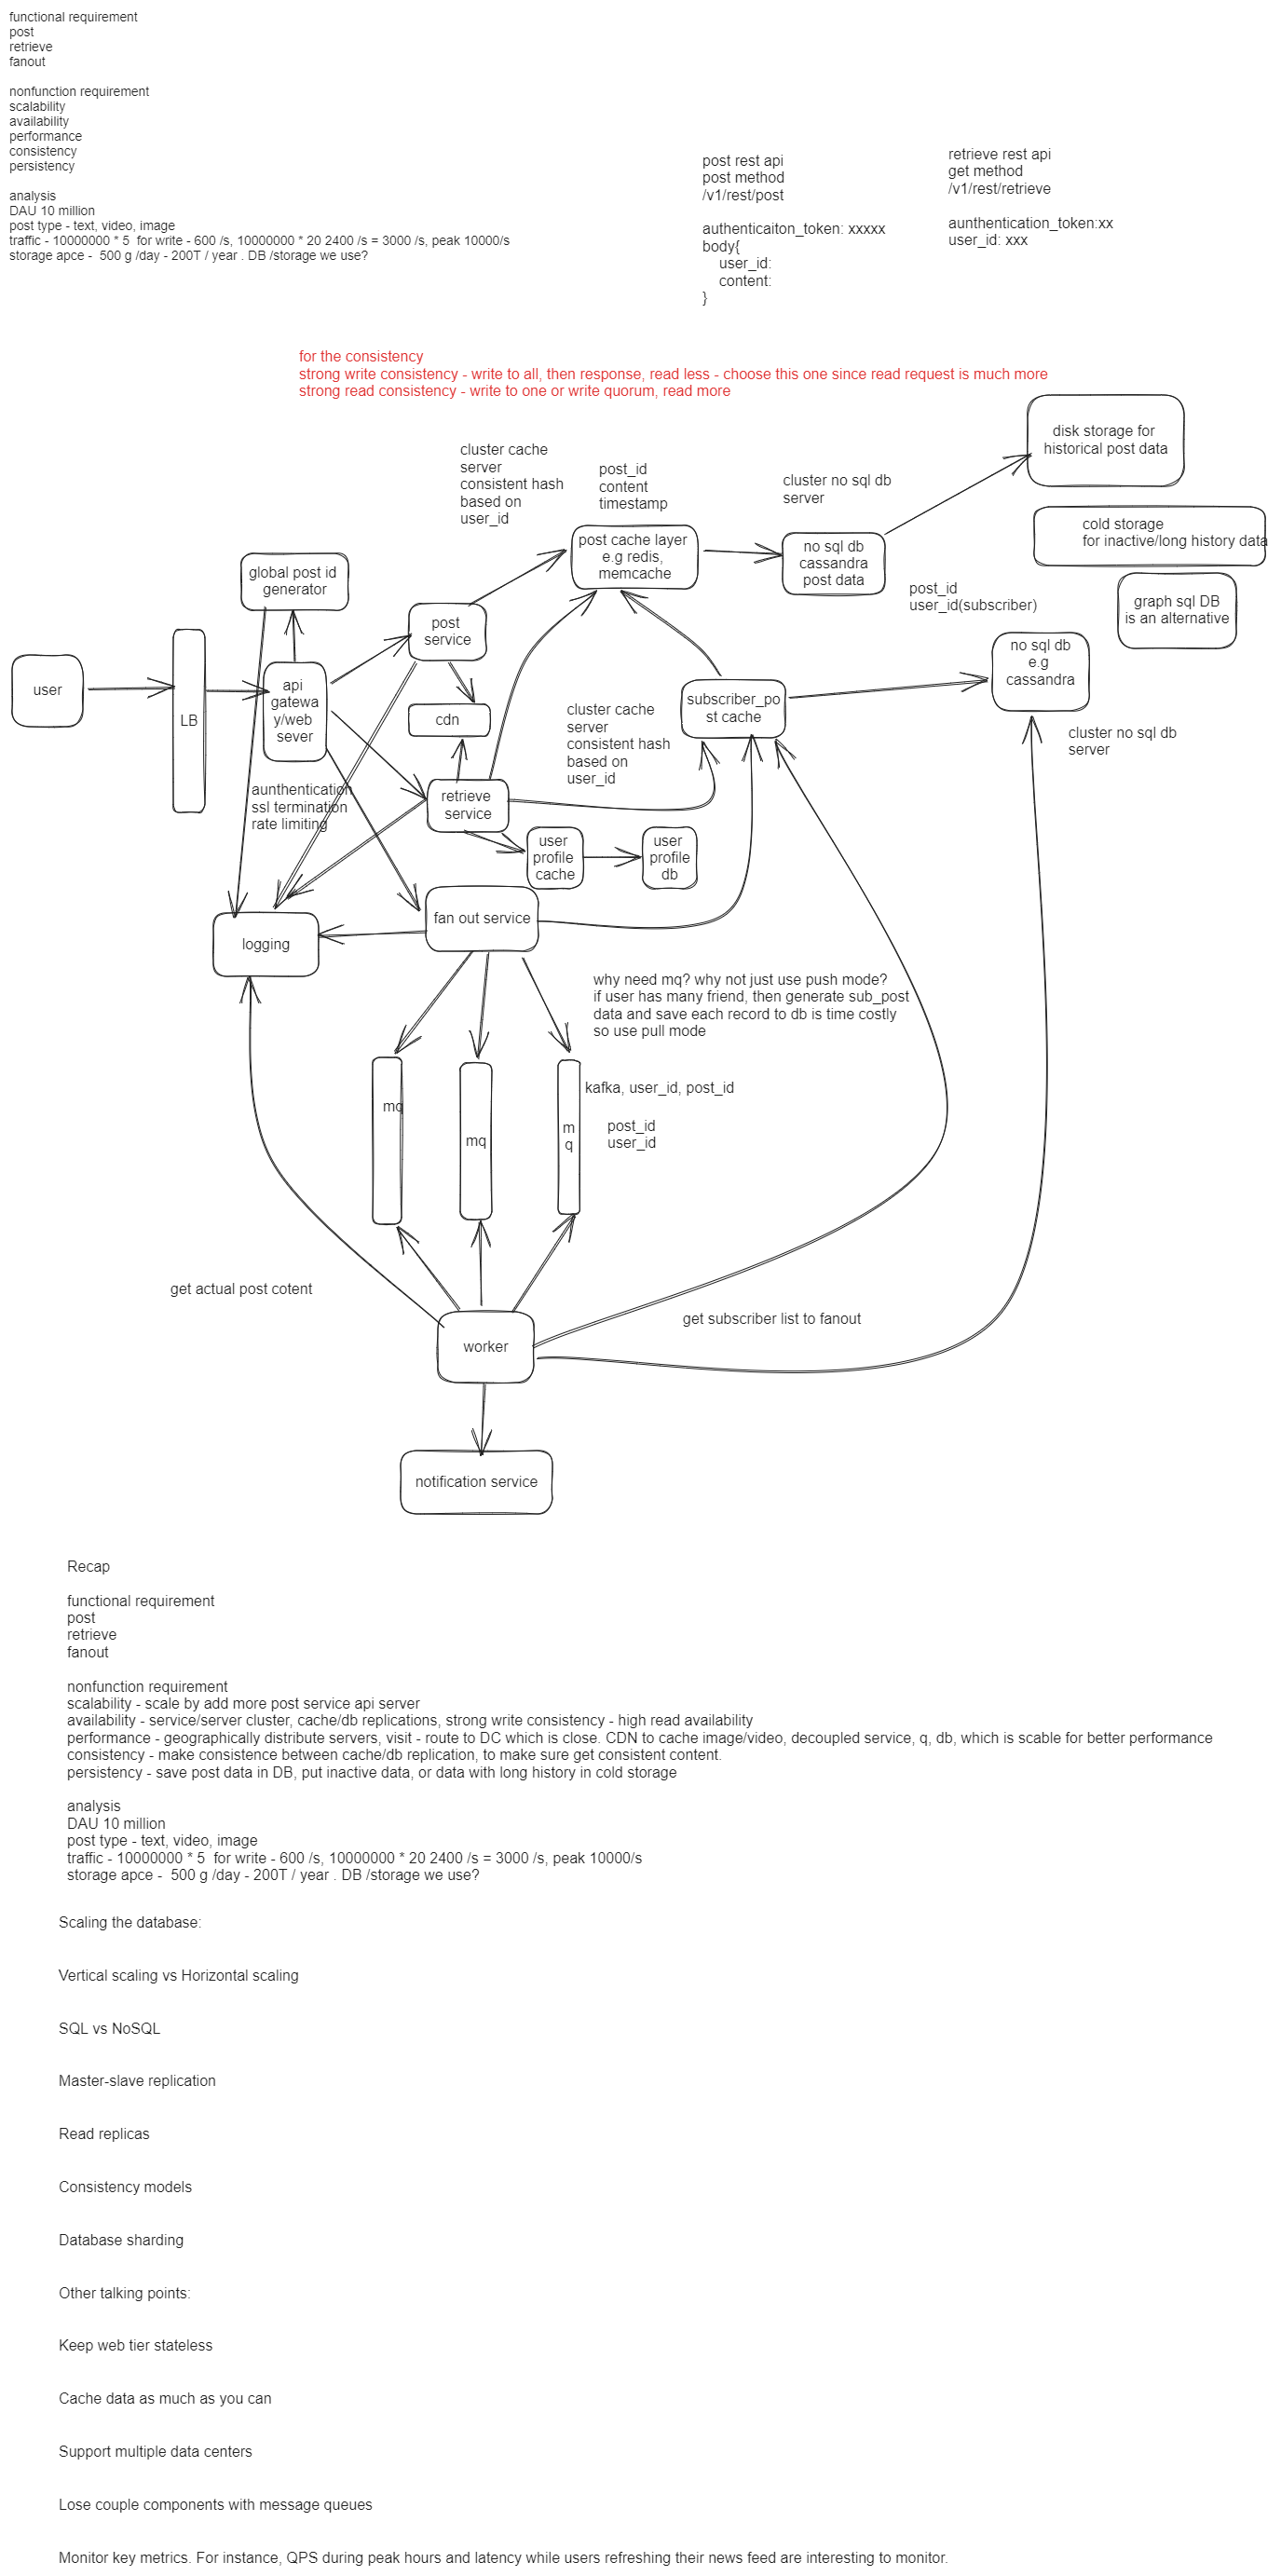 functional requirement
post
retrieve
fanout
nonfunction requirement
scalability
availability
performance
consistency
persistency
analysis
DAU 10 million
post type - text, video, image
traffic - 10000000 * 5  for write - 600 /s, 10000000 * 20 2400 /s = 3000 /s, peak 10000/s
storage apce -  500 g /day - 200T / year . DB /storage we use?
post rest api
post method
/v1/rest/post
authenticaiton_token: xxxxx
body{
user_id:
content:
}
retrieve rest api
get method
/v1/rest/retrieve
aunthentication_token:xx
user_id: xxx
for the consistency
strong write consistency - write to all, then response, read less - choose this one since read request is much more
strong read consistency - write to one or write quorum, read more
disk storage for
historical post data
cluster cache
server
consistent hash
based on
user_id
post_id
content
timestamp
cluster no sql db
server
cold storage
for inactive/long history data
post cache layer
e.g redis,
memcache
no sql db
cassandra
post data
global post id
generator
post_id
user_id(subscriber)
graph sql DB
is an alternative
post
service
no sql db
e.g
cassandra
user
LB
api
gatewa
y/web
sever
cdn
subscriber_po
st cache
cluster cache
server
consistent hash
based on
user_id
cluster no sql db
server
aunthentication
ssl termination
rate limiting
retrieve
service
user
profile
cache
user
profile
db
fan out service
logging
why need mq? why not just use push mode?
if user has many friend, then generate sub_post
data and save each record to db is time costly
so use pull mode
mq
mq
m
q
kafka, user_id, post_id
post_id
user_id
get actual post cotent
get subscriber list to fanout
worker
notification service
Recap
functional requirement
post
retrieve
fanout
nonfunction requirement
scalability - scale by add more post service api server
availability - service/server cluster, cache/db replications, strong write consistency - high read availability
performance - geographically distribute servers, visit - route to DC which is close. CDN to cache image/video, decoupled service, q, db, which is scable for better performance
consistency - make consistence between cache/db replication, to make sure get consistent content.
persistency - save post data in DB, put inactive data, or data with long history in cold storage
analysis
DAU 10 million
post type - text, video, image
traffic - 10000000 * 5  for write - 600 /s, 10000000 * 20 2400 /s = 3000 /s, peak 10000/s
storage apce -  500 g /day - 200T / year . DB /storage we use?
Scaling the database:
Vertical scaling vs Horizontal scaling
SQL vs NoSQL
Master-slave replication
Read replicas
Consistency models
Database sharding
Other talking points:
Keep web tier stateless
Cache data as much as you can
Support multiple data centers
Lose couple components with message queues
Monitor key metrics. For instance, QPS during peak hours and latency while users refreshing their news feed are interesting to monitor.